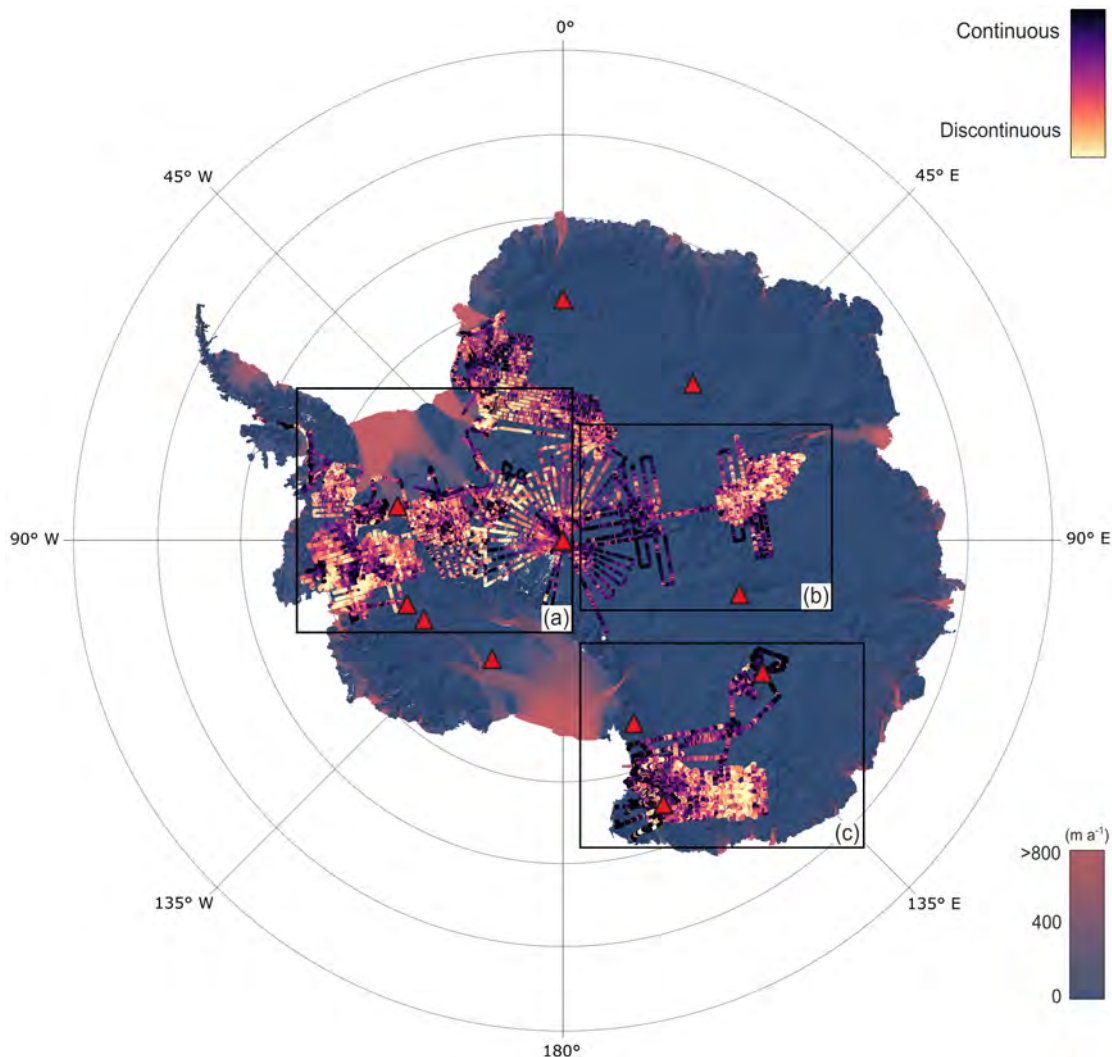 Continuous
0°
Discontinuous
45° W
45° E
90° W
90° E
(b)
(a)
(c)
(m a⁻¹)
>800
400
0
135° W
135° E
180°